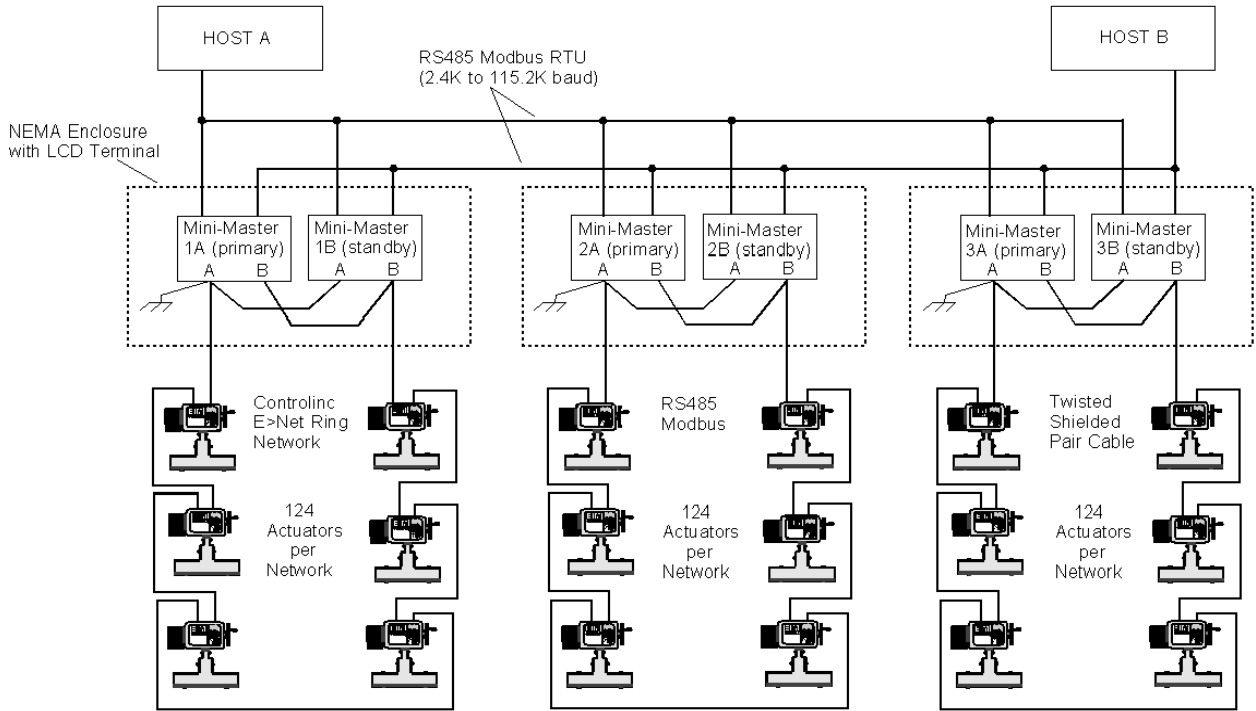 HOST A
HOST B
RS485 Modbus RTU
(2.4K to 115.2K baud)
NEMA Enclosure
with LCD Terminal
Mini-Master
1A (primary)
A B
Mini-Master
1B (standby)
A B
Mini-Master
2A (primary)
A B
Mini-Master
2B (standby)
A B
Mini-Master
3A (primary)
A B
Mini-Master
3B (standby)
A B
Controlinc
E>Net Ring
Network
RS485
Modbus
Twisted
Shielded
Pair Cable
124
Actuators
per
Network
124
Actuators
per
Network
124
Actuators
per
Network